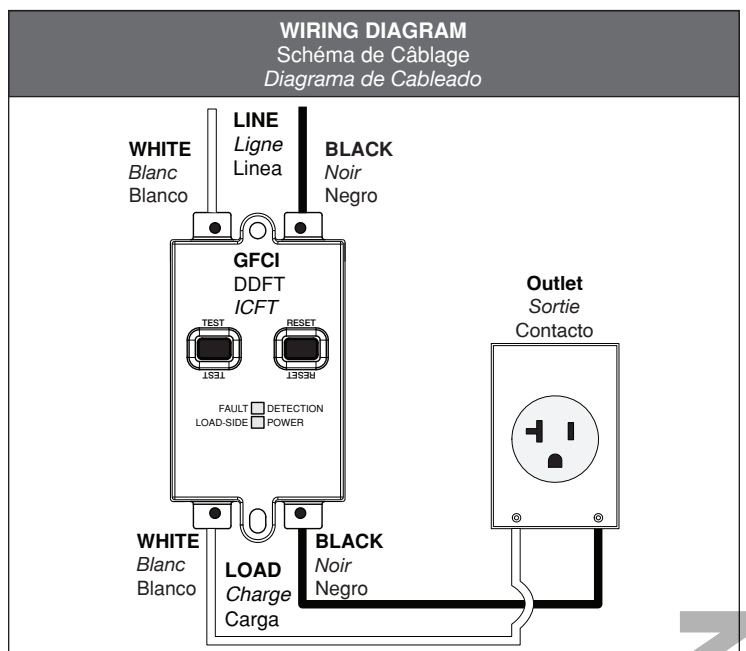 WIRING DIAGRAM
Schéma de Câblage
Diagrama de Cableado
LINE
Ligne
Linea
WHITE
Blanc
Blanco
BLACK
Noir
Negro
GFCI
DDFT
ICFT
TEST
RESET
TEST
RESET
FAULT DETECTION
LOAD-SIDE POWER
Outlet
Sortie
Contacto
WHITE
Blanc
Blanco
LOAD
Charge
Carga
BLACK
Noir
Negro